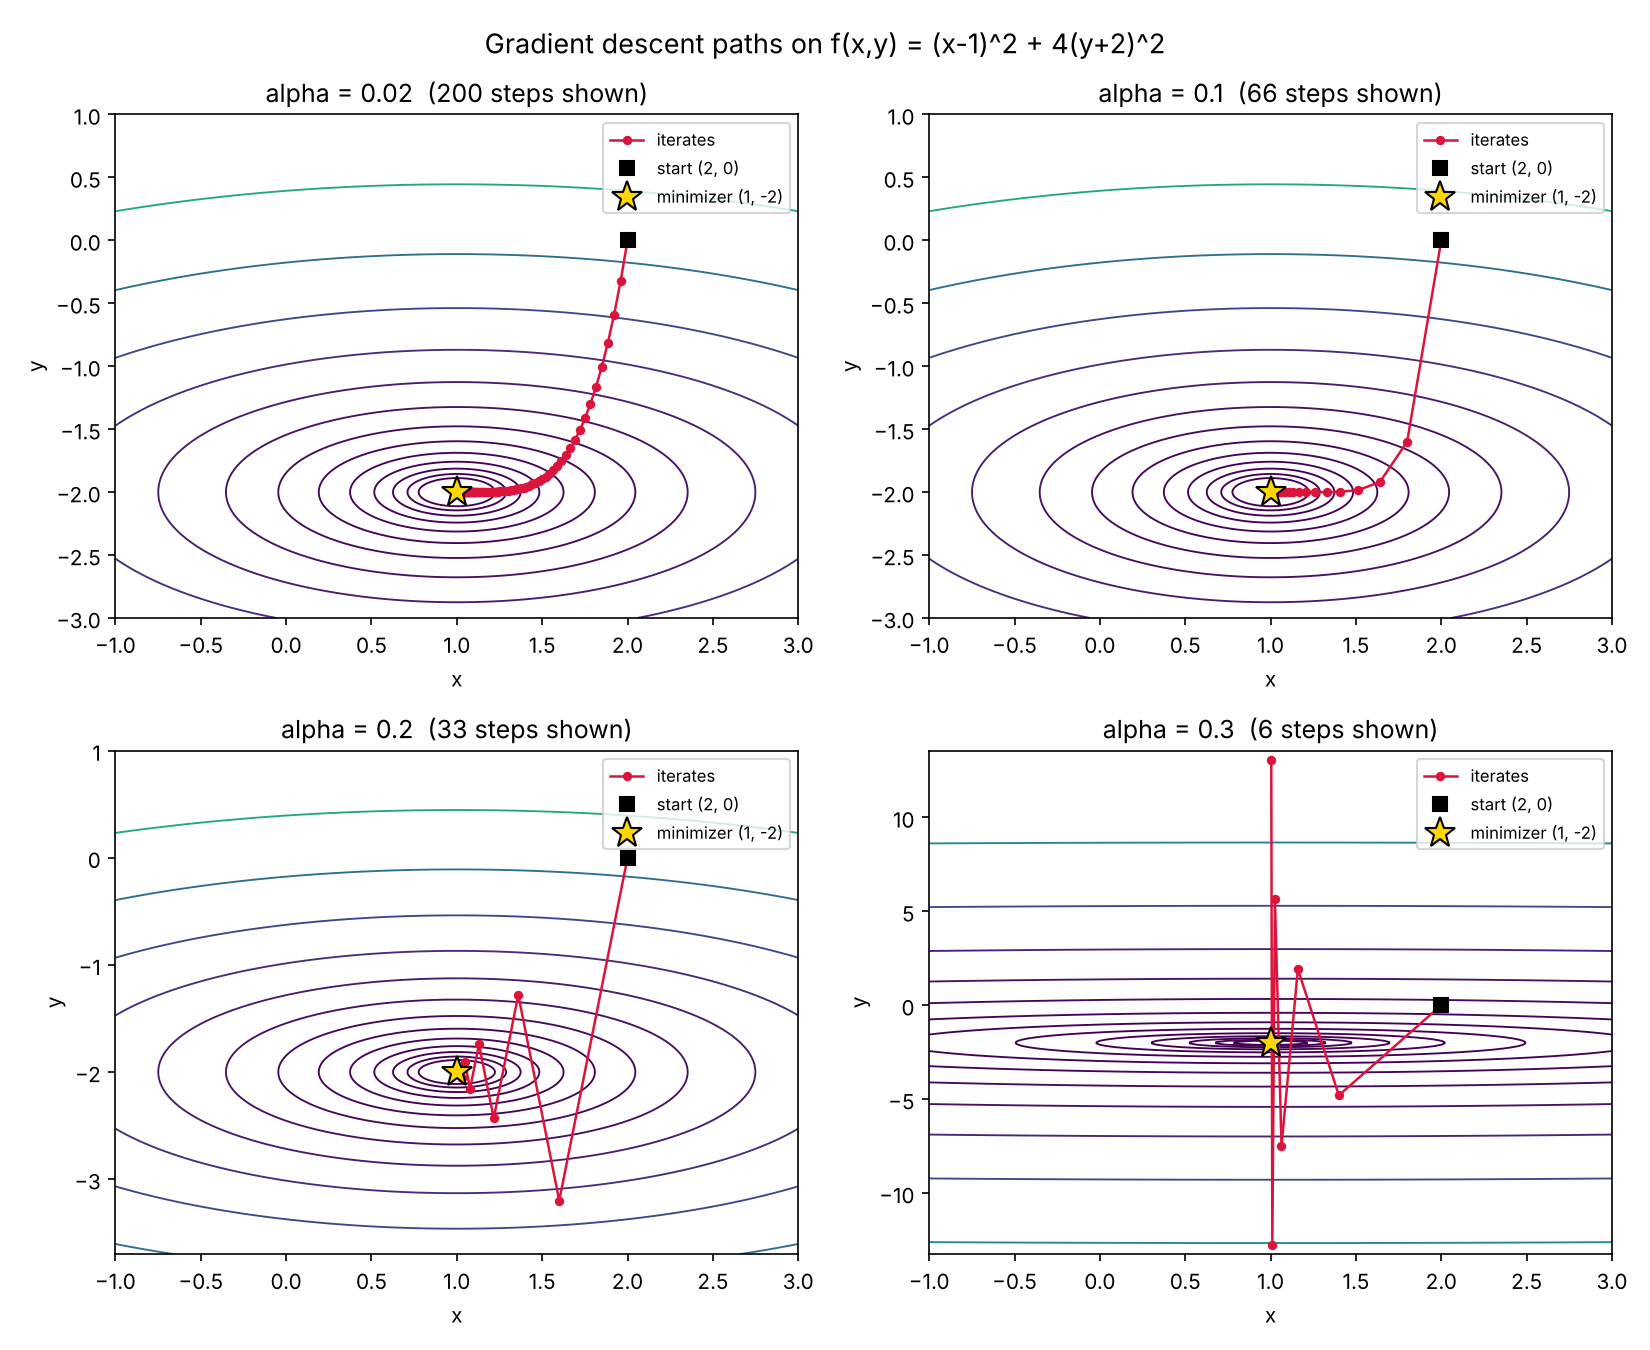 Gradient descent paths on f(x,y) = (x-1)^2 + 4(y+2)^2
alpha = 0.02  (200 steps shown)
iterates
start (2, 0)
minimizer (1, -2)
1.0
0.5
0.0
−0.5
−1.0
−1.5
−2.0
−2.5
−3.0
y
−1.0 −0.5 0.0 0.5 1.0 1.5 2.0 2.5 3.0
x
alpha = 0.1  (66 steps shown)
iterates
start (2, 0)
minimizer (1, -2)
1.0
0.5
0.0
−0.5
−1.0
−1.5
−2.0
−2.5
−3.0
y
−1.0 −0.5 0.0 0.5 1.0 1.5 2.0 2.5 3.0
x
alpha = 0.2  (33 steps shown)
iterates
start (2, 0)
minimizer (1, -2)
1
0
−1
−2
−3
y
−1.0 −0.5 0.0 0.5 1.0 1.5 2.0 2.5 3.0
x
alpha = 0.3  (6 steps shown)
iterates
start (2, 0)
minimizer (1, -2)
10
5
0
−5
−10
y
−1.0 −0.5 0.0 0.5 1.0 1.5 2.0 2.5 3.0
x